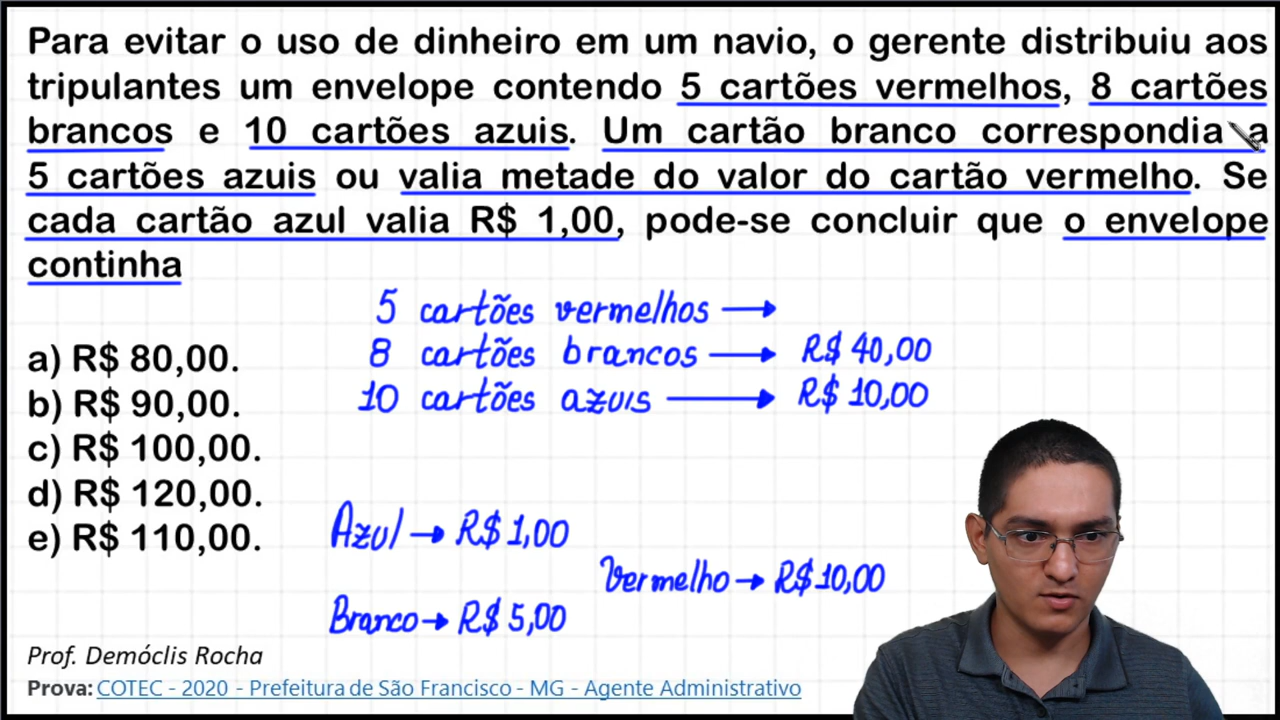 Para evitar o uso de dinheiro em um navio, o gerente distribuiu aos
tripulantes um envelope contendo 5 cartões vermelhos, 8 cartões
brancos e 10 cartões azuis. Um cartão branco correspondia a
5 cartões azuis ou valia metade do valor do cartão vermelho. Se
cada cartão azul valia R$ 1,00, pode-se concluir que o envelope
continha
5 cartões vermelhos →
8 cartões brancos → R$ 40,00
10 cartões azuis → R$ 10,00
a) R$ 80,00.
b) R$ 90,00.
c) R$ 100,00.
d) R$ 120,00.
e) R$ 110,00.
Azul → R$ 1,00
Vermelho → R$ 10,00
Branco → R$ 5,00
Prof. Demóclis Rocha
Prova: COTEC - 2020 - Prefeitura de São Francisco - MG - Agente Administrativo